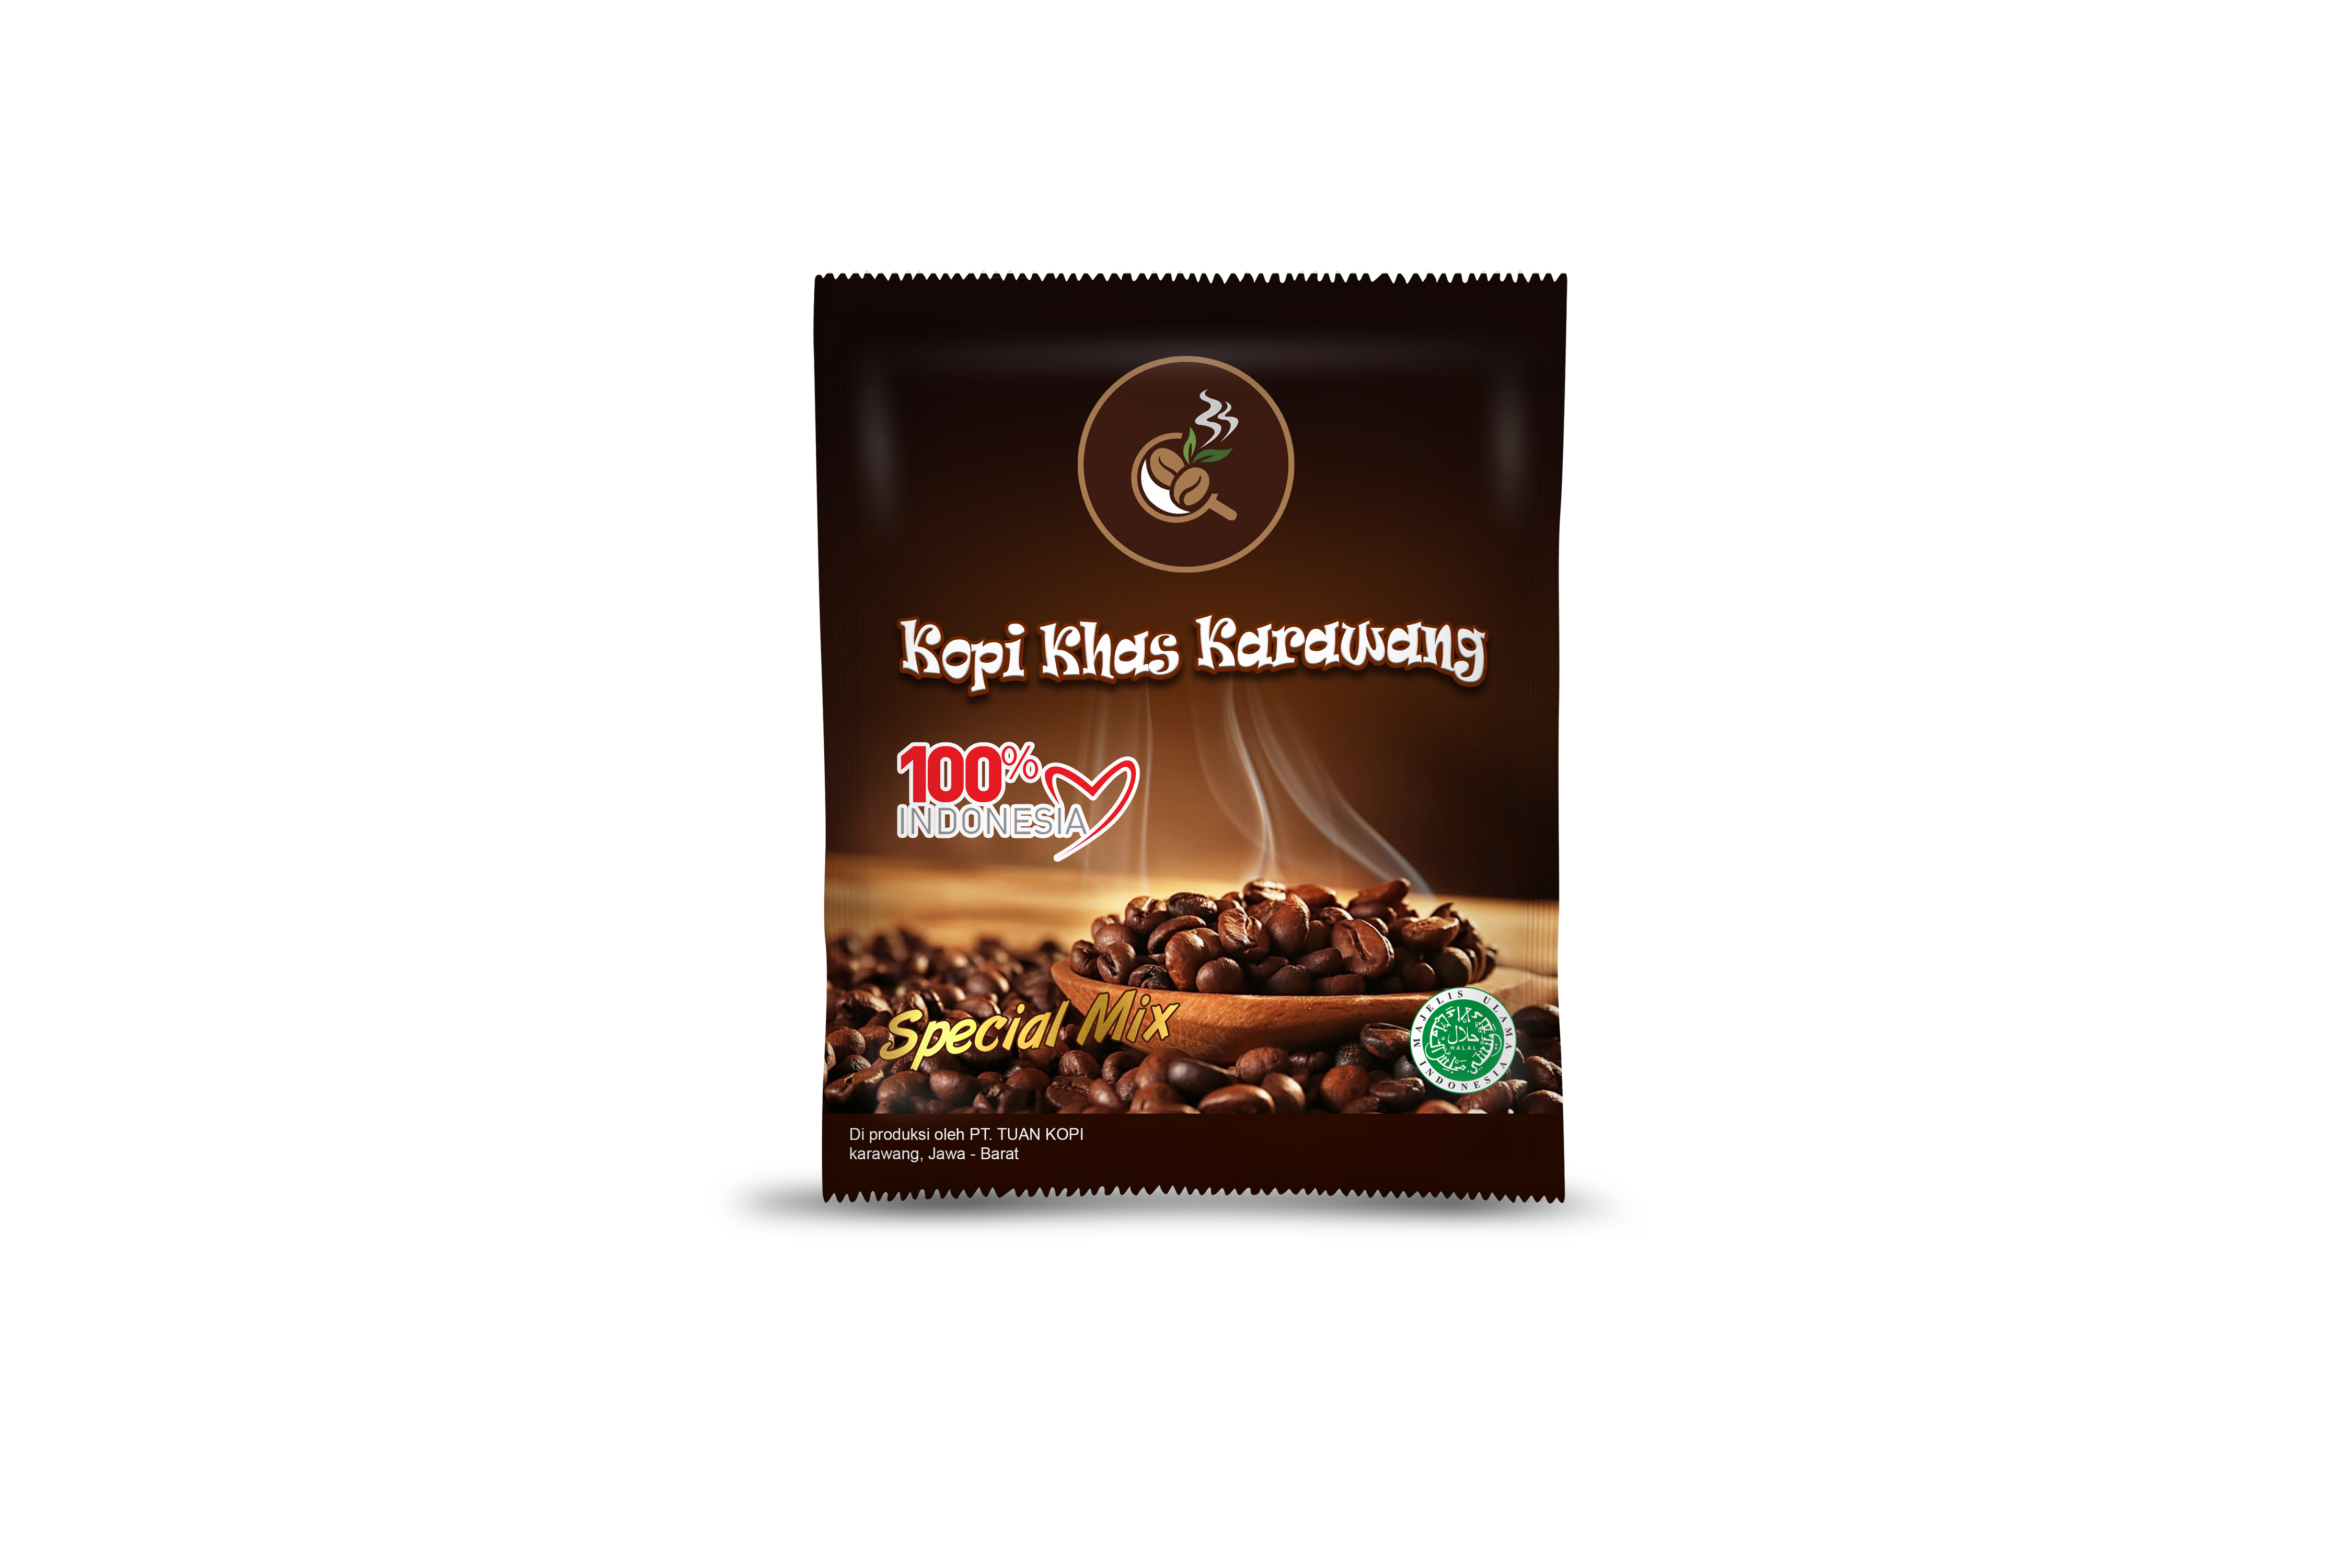 Kopi Khas Karawang
100%
INDONESIA
Special Mix
MAJELIS ULAMA INDONESIA
حلال
HALAL
Di produksi oleh PT. TUAN KOPI
karawang, Jawa - Barat